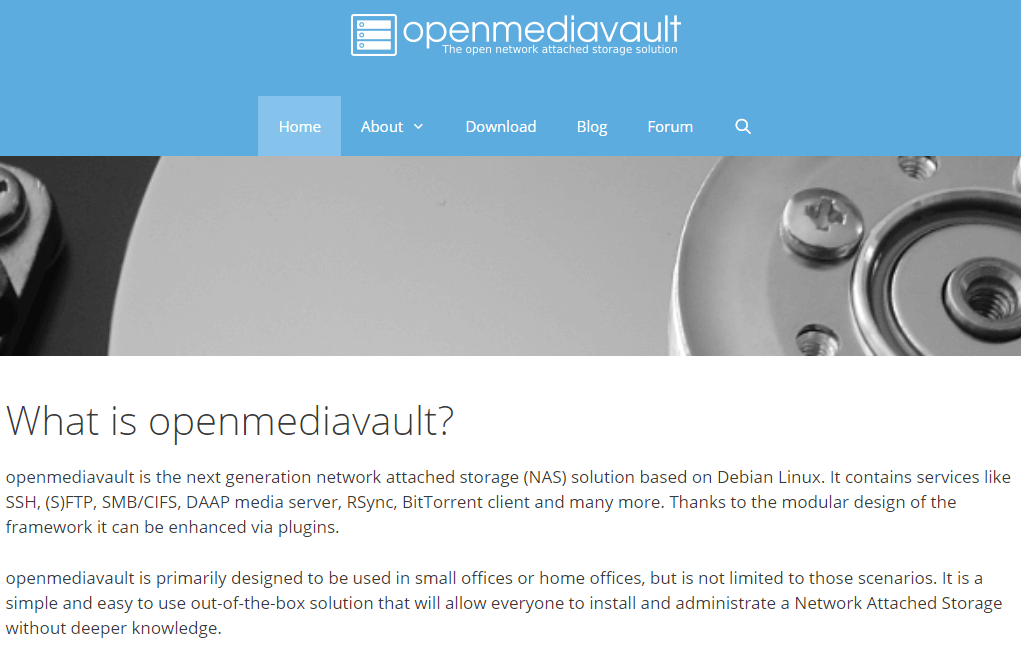 openmediavault
The open network attached storage solution
Home About Download Blog Forum
What is openmediavault?
openmediavault is the next generation network attached storage (NAS) solution based on Debian Linux. It contains services like
SSH, (S)FTP, SMB/CIFS, DAAP media server, RSync, BitTorrent client and many more. Thanks to the modular design of the
framework it can be enhanced via plugins.
openmediavault is primarily designed to be used in small offices or home offices, but is not limited to those scenarios. It is a
simple and easy to use out-of-the-box solution that will allow everyone to install and administrate a Network Attached Storage
without deeper knowledge.